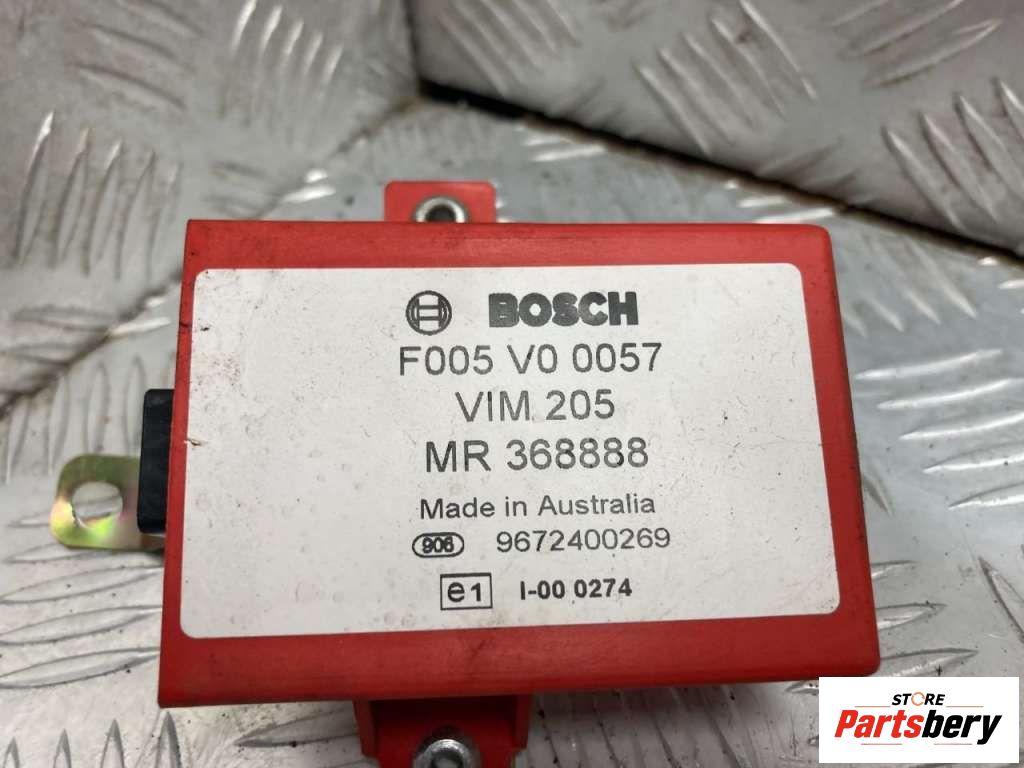 BOSCH
F005 V0 0057
VIM 205
MR 368888
Made in Australia
906 9672400269
e1 I-00 0274
STORE
Partsbery